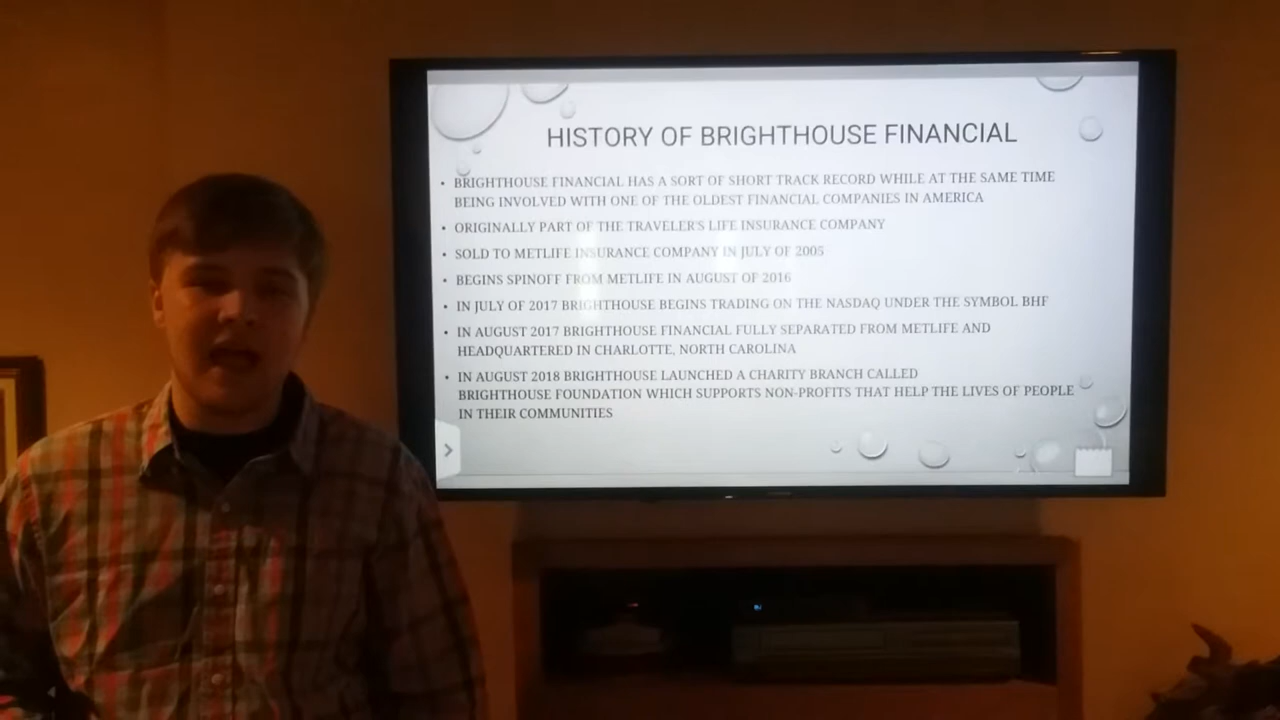 HISTORY OF BRIGHTHOUSE FINANCIAL
• BRIGHTHOUSE FINANCIAL HAS A SORT OF SHORT TRACK RECORD WHILE AT THE SAME TIME
BEING INVOLVED WITH ONE OF THE OLDEST FINANCIAL COMPANIES IN AMERICA
• ORIGINALLY PART OF THE TRAVELER'S LIFE INSURANCE COMPANY
• SOLD TO METLIFE INSURANCE COMPANY IN JULY OF 2005
• BEGINS SPINOFF FROM METLIFE IN AUGUST OF 2016
• IN JULY OF 2017 BRIGHTHOUSE BEGINS TRADING ON THE NASDAQ UNDER THE SYMBOL BHF
• IN AUGUST 2017 BRIGHTHOUSE FINANCIAL FULLY SEPARATED FROM METLIFE AND
HEADQUARTERED IN CHARLOTTE, NORTH CAROLINA
• IN AUGUST 2018 BRIGHTHOUSE LAUNCHED A CHARITY BRANCH CALLED
BRIGHTHOUSE FOUNDATION WHICH SUPPORTS NON-PROFITS THAT HELP THE LIVES OF PEOPLE
IN THEIR COMMUNITIES